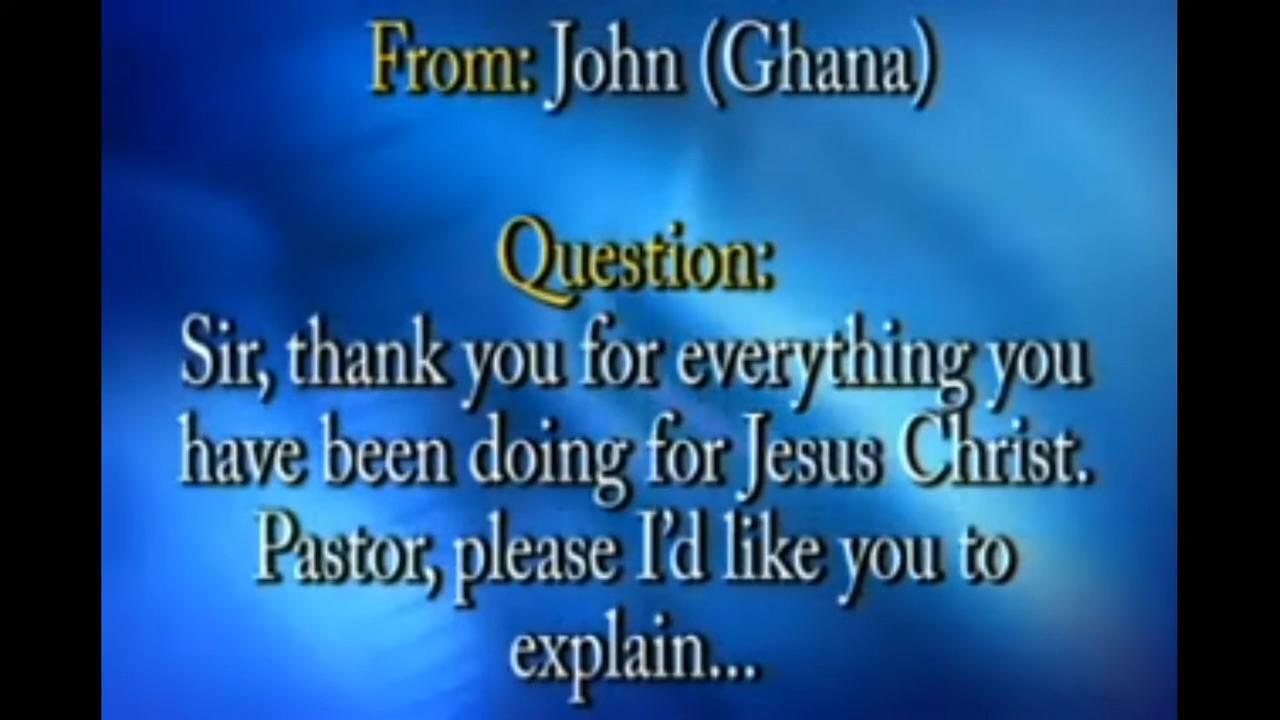 From: John (Ghana)
Question:
Sir, thank you for everything you
have been doing for Jesus Christ.
Pastor, please I'd like you to
explain...